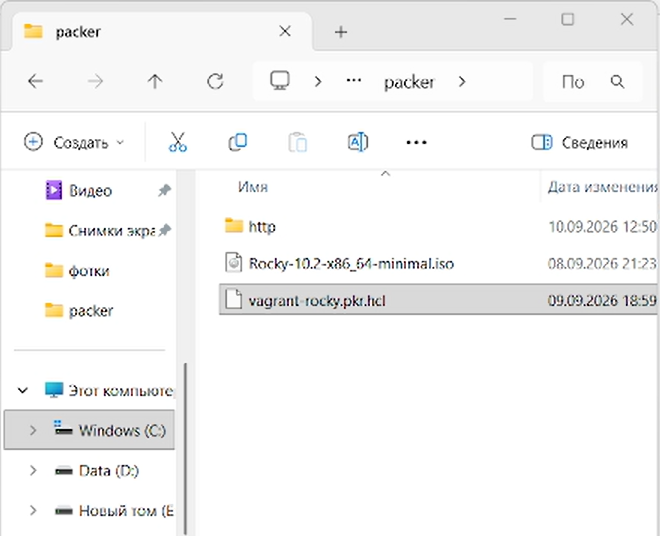 packer
packer
По
Создать
Сведения
Имя
Дата изменения
Видео
Снимки экра
фотки
packer
Этот компьюте
Windows (C:)
Data (D:)
Новый том (E
http
10.09.2026 12:50
Rocky-10.2-x86_64-minimal.iso
08.09.2026 21:23
vagrant-rocky.pkr.hcl
09.09.2026 18:59